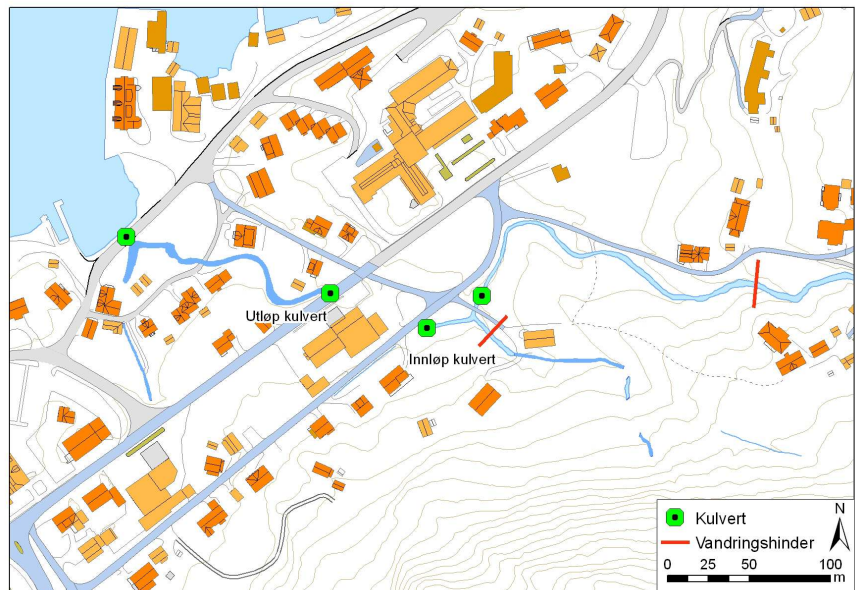 Utløp kulvert
Innløp kulvert
Kulvert
N
Vandringshinder
0 25 50 100
m